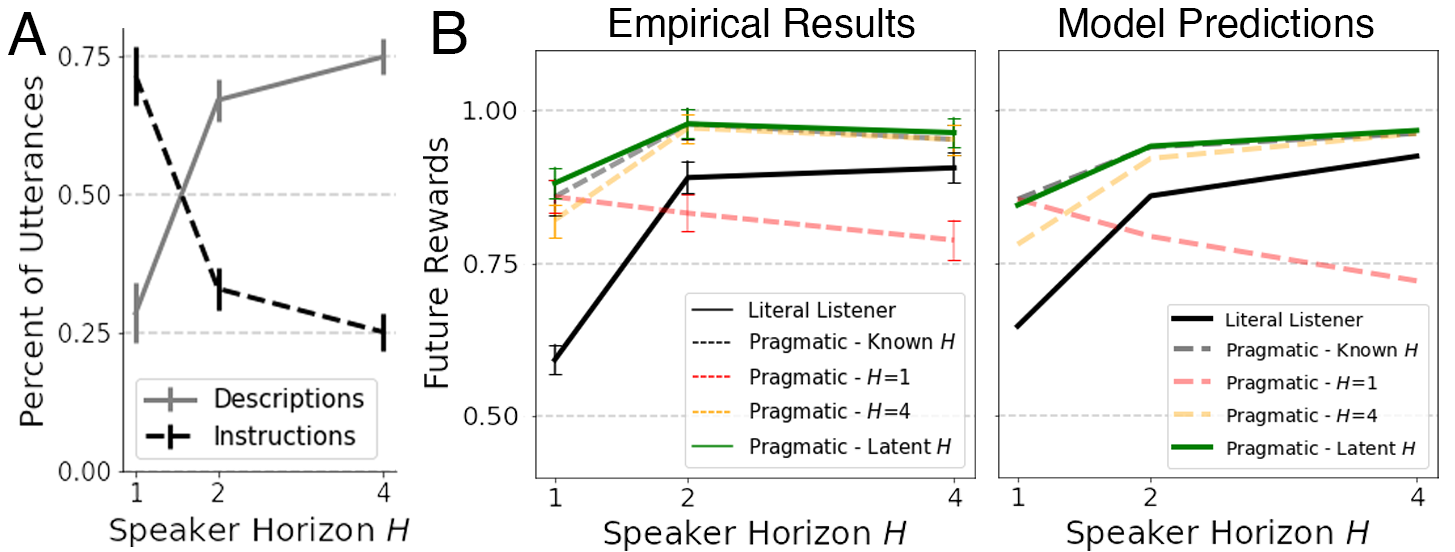 A
Percent of Utterances
0.75
0.50
0.25
0.00
Descriptions
Instructions
1 2 4
Speaker Horizon H
B
Empirical Results
Future Rewards
1.00
0.75
0.50
Literal Listener
Pragmatic - Known H
Pragmatic - H=1
Pragmatic - H=4
Pragmatic - Latent H
1 2 4
Speaker Horizon H
Model Predictions
Literal Listener
Pragmatic - Known H
Pragmatic - H=1
Pragmatic - H=4
Pragmatic - Latent H
1 2 4
Speaker Horizon H